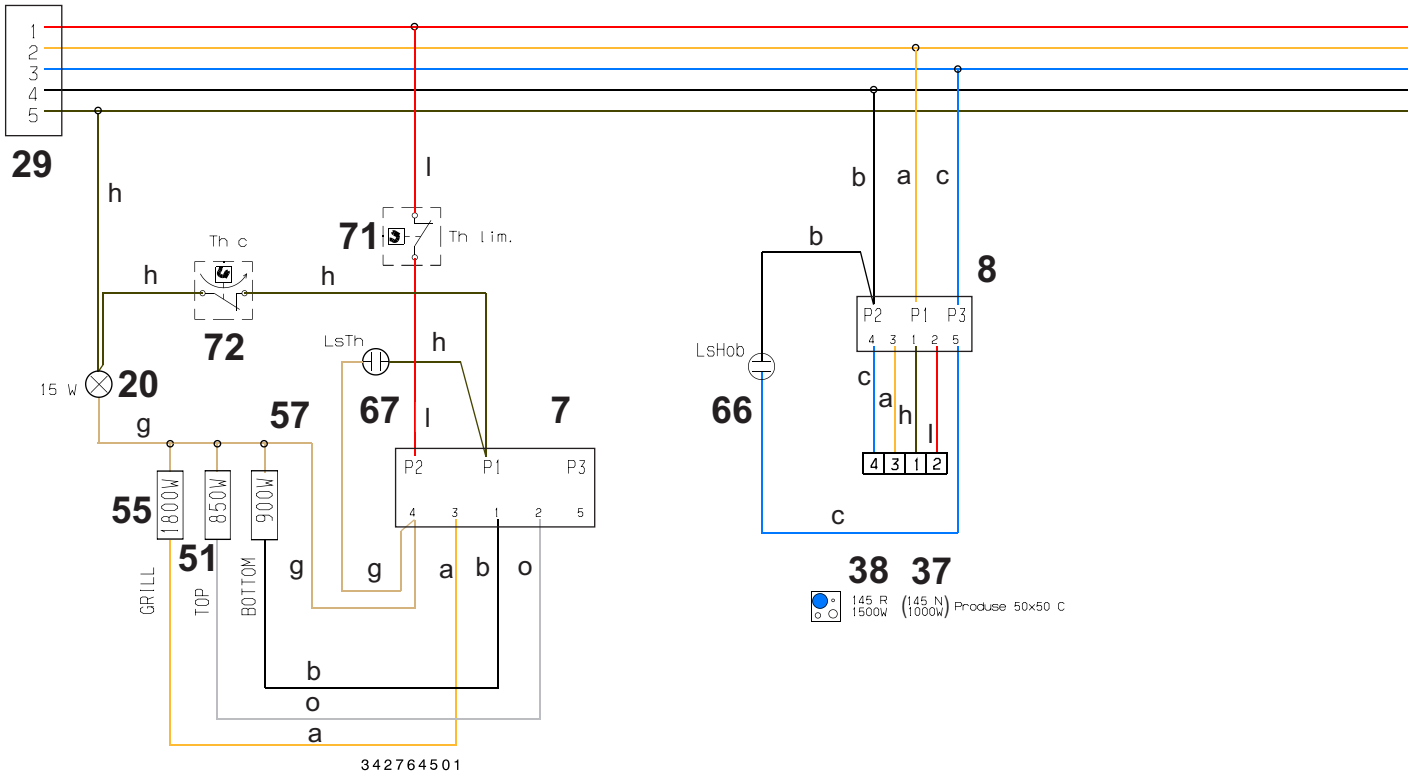 1
2
3
4
5
29
h
l
b
a
c
71
Th lim.
Th c
h
h
b
8
72
P2 P1 P3
4 3 1 2 5
LsTh
h
LsHob
15 W
20
57
67
l
7
66
c
a
h
l
g
P2 P1 P3
4 3 1 2 5
4 3 1 2
55
1800W
850W
900W
51
c
g
g
a
b
o
GRILL
TOP
BOTTOM
38 37
145 R
1500W
(145 N
1000W)
Produse 50x50 C
b
o
a
342764501